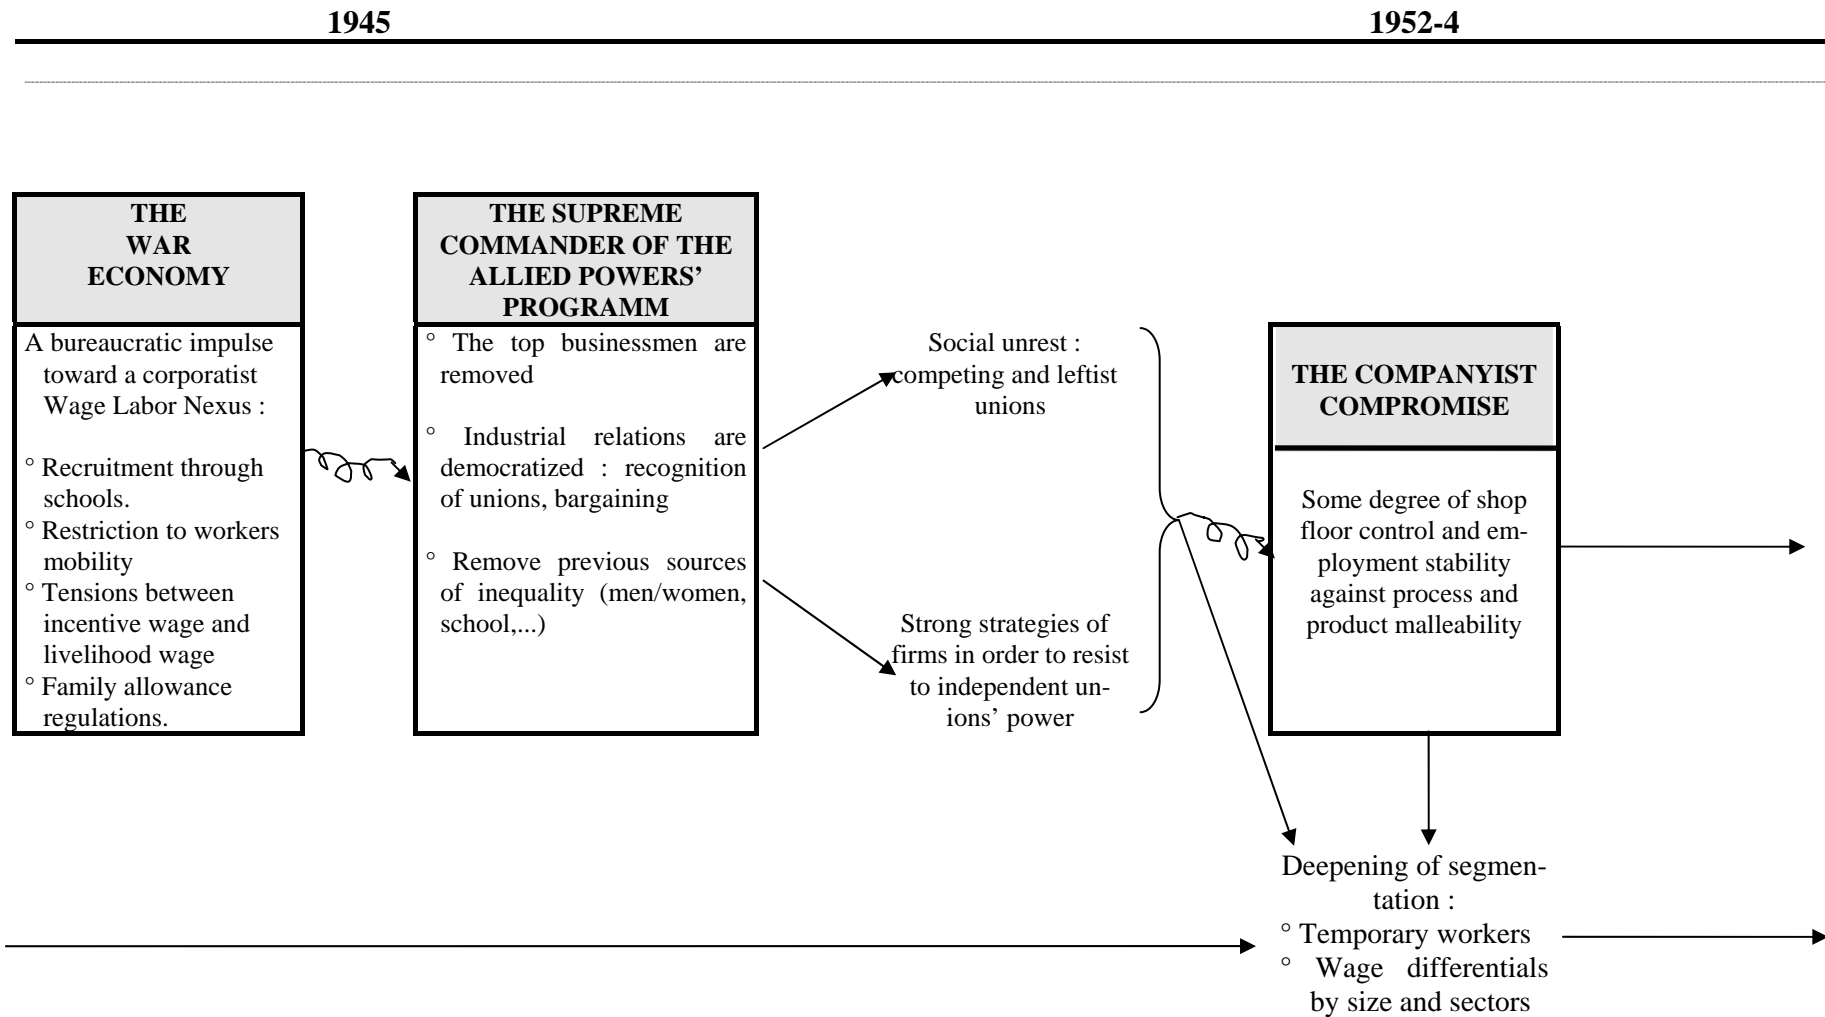 1945
1952-4
THE
WAR
ECONOMY
A bureaucratic impulse
toward a corporatist
Wage Labor Nexus :
° Recruitment through
schools.
° Restriction to workers
mobility
° Tensions between
incentive wage and
livelihood wage
° Family allowance
regulations.
THE SUPREME
COMMANDER OF THE
ALLIED POWERS’
PROGRAMM
° The top businessmen are
removed
° Industrial relations are
democratized : recognition
of unions, bargaining
° Remove previous sources
of inequality (men/women,
school,...)
Social unrest :
competing and leftist
unions
Strong strategies of
firms in order to resist
to independent un-
ions’ power
THE COMPANYIST
COMPROMISE
Some degree of shop
floor control and em-
ployment stability
against process and
product malleability
Deepening of segmen-
tation :
° Temporary workers
° Wage differentials
by size and sectors